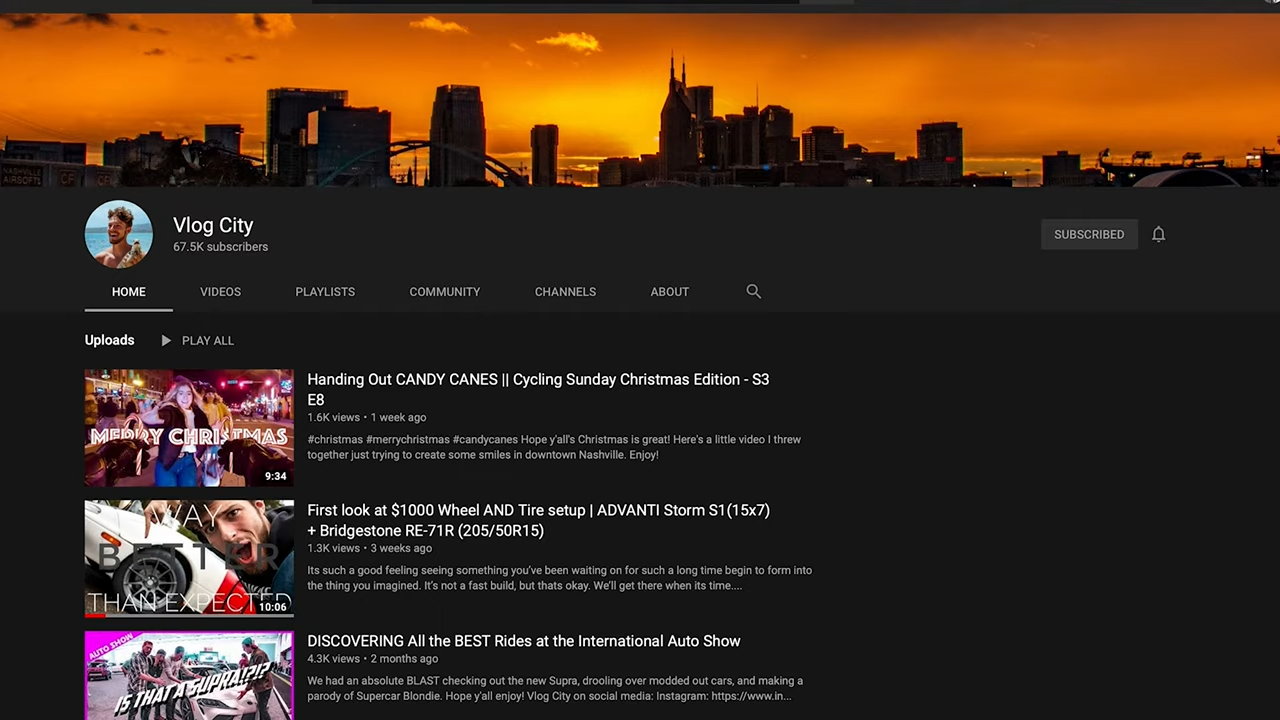 NASHVILLE
AIRSOFTS
CF
CF
Vlog City
67.5K subscribers
SUBSCRIBED
HOME
VIDEOS
PLAYLISTS
COMMUNITY
CHANNELS
ABOUT
Uploads
PLAY ALL
MERRY CHRISTMAS
9:34
Handing Out CANDY CANES || Cycling Sunday Christmas Edition - S3
E8
1.6K views • 1 week ago
#christmas #merrychristmas #candycanes Hope y'all's Christmas is great! Here's a little video I threw
together just trying to create some smiles in downtown Nashville. Enjoy!
WAY
BETTER
THAN EXPECTED
10:06
First look at $1000 Wheel AND Tire setup | ADVANTI Storm S1(15x7)
+ Bridgestone RE-71R (205/50R15)
1.3K views • 3 weeks ago
Its such a good feeling seeing something you've been waiting on for such a long time begin to form into
the thing you imagined. It's not a fast build, but thats okay. We'll get there when its time....
AUTO SHOW
IS THAT A SUPRA!?!?
DISCOVERING All the BEST Rides at the International Auto Show
4.3K views • 2 months ago
We had an absolute BLAST checking out the new Supra, drooling over modded out cars, and making a
parody of Supercar Blondie. Hope y'all enjoy! Vlog City on social media: Instagram: https://www.in...